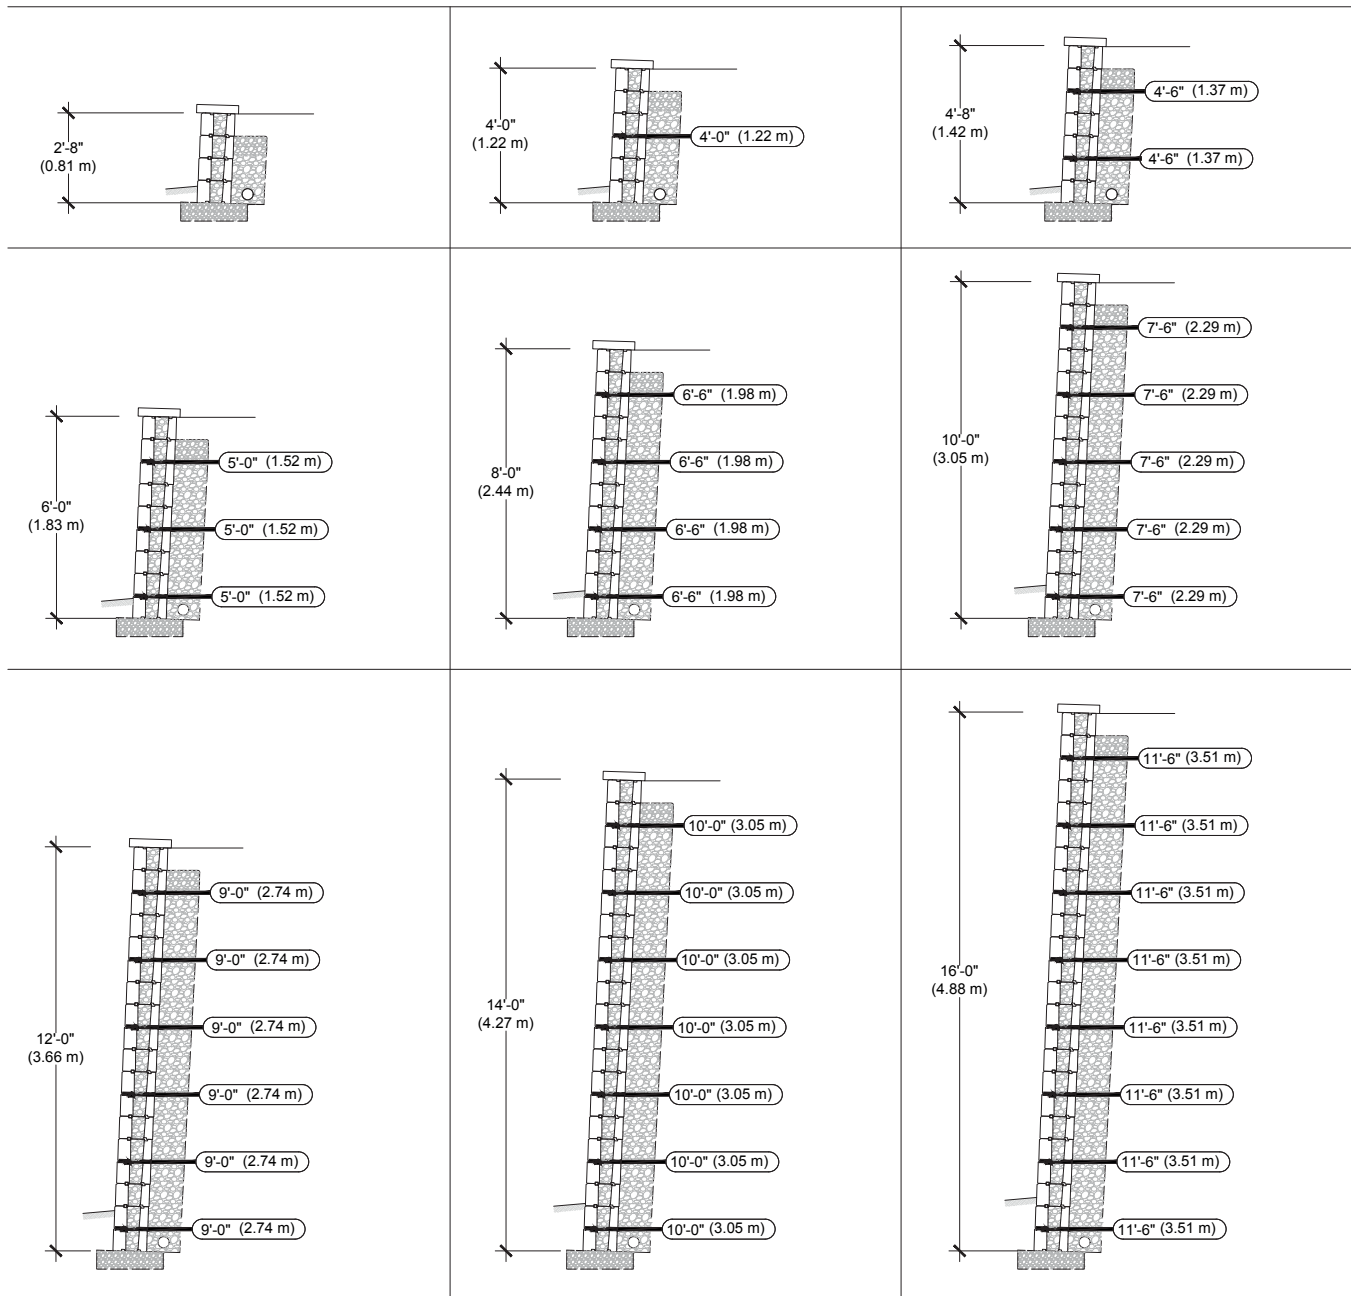 2'-8"
(0.81 m)
4'-0"
(1.22 m)
4'-0" (1.22 m)
4'-8"
(1.42 m)
4'-6" (1.37 m)
4'-6" (1.37 m)
6'-0"
(1.83 m)
5'-0" (1.52 m)
5'-0" (1.52 m)
5'-0" (1.52 m)
8'-0"
(2.44 m)
6'-6" (1.98 m)
6'-6" (1.98 m)
6'-6" (1.98 m)
6'-6" (1.98 m)
10'-0"
(3.05 m)
7'-6" (2.29 m)
7'-6" (2.29 m)
7'-6" (2.29 m)
7'-6" (2.29 m)
7'-6" (2.29 m)
12'-0"
(3.66 m)
9'-0" (2.74 m)
9'-0" (2.74 m)
9'-0" (2.74 m)
9'-0" (2.74 m)
9'-0" (2.74 m)
9'-0" (2.74 m)
14'-0"
(4.27 m)
10'-0" (3.05 m)
10'-0" (3.05 m)
10'-0" (3.05 m)
10'-0" (3.05 m)
10'-0" (3.05 m)
10'-0" (3.05 m)
10'-0" (3.05 m)
16'-0"
(4.88 m)
11'-6" (3.51 m)
11'-6" (3.51 m)
11'-6" (3.51 m)
11'-6" (3.51 m)
11'-6" (3.51 m)
11'-6" (3.51 m)
11'-6" (3.51 m)
11'-6" (3.51 m)